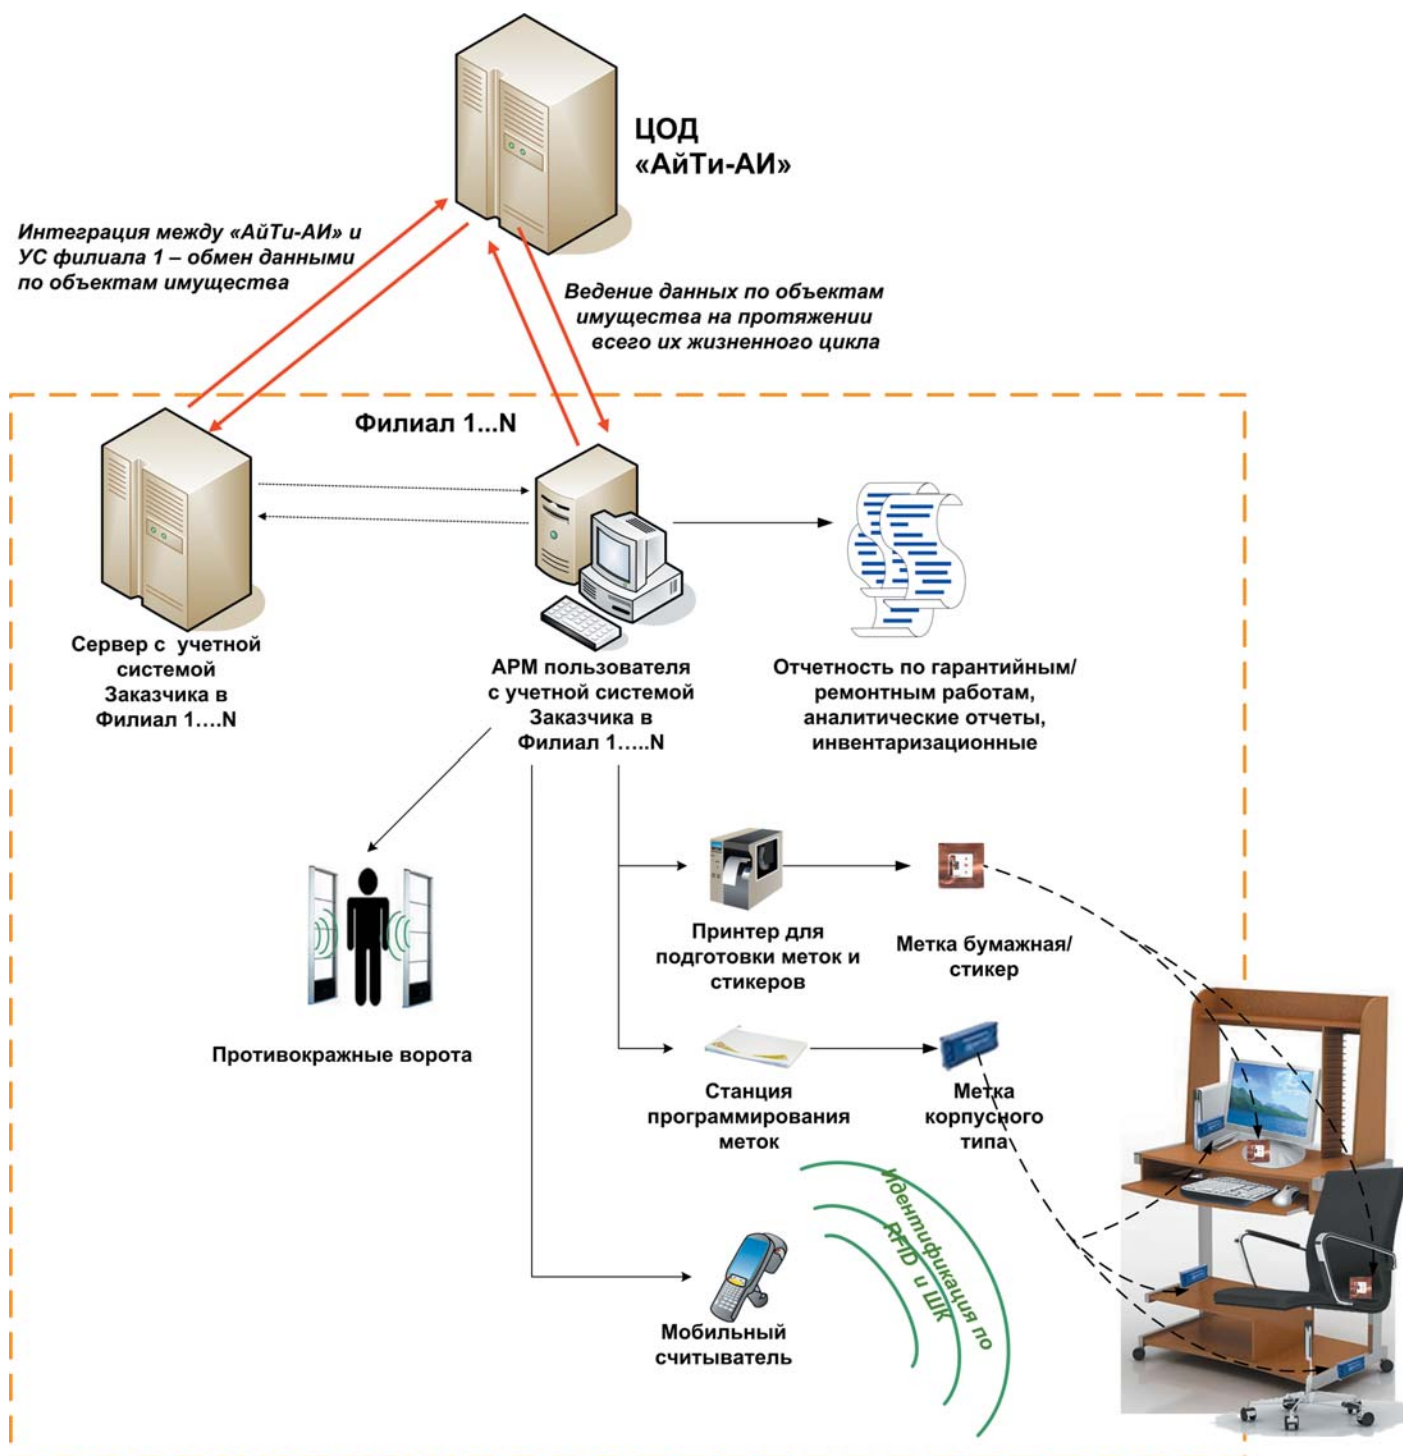 ЦОД
«АйТи-АИ»
Интеграция между «АйТи-АИ» и
УС филиала 1 – обмен данными
по объектам имущества
Ведение данных по объектам
имущества на протяжении
всего их жизненного цикла
Филиал 1...N
Сервер с учетной
системой
Заказчика в
Филиал 1....N
АРМ пользователя
с учетной системой
Заказчика в
Филиал 1.....N
Отчетность по гарантийным/
ремонтным работам,
аналитические отчеты,
инвентаризационные
Принтер для
подготовки меток и
стикеров
Метка бумажная/
стикер
Противокражные ворота
Станция
программирования
меток
Метка
корпусного
типа
Идентификация по
RFID и ШК
Мобильный
считыватель